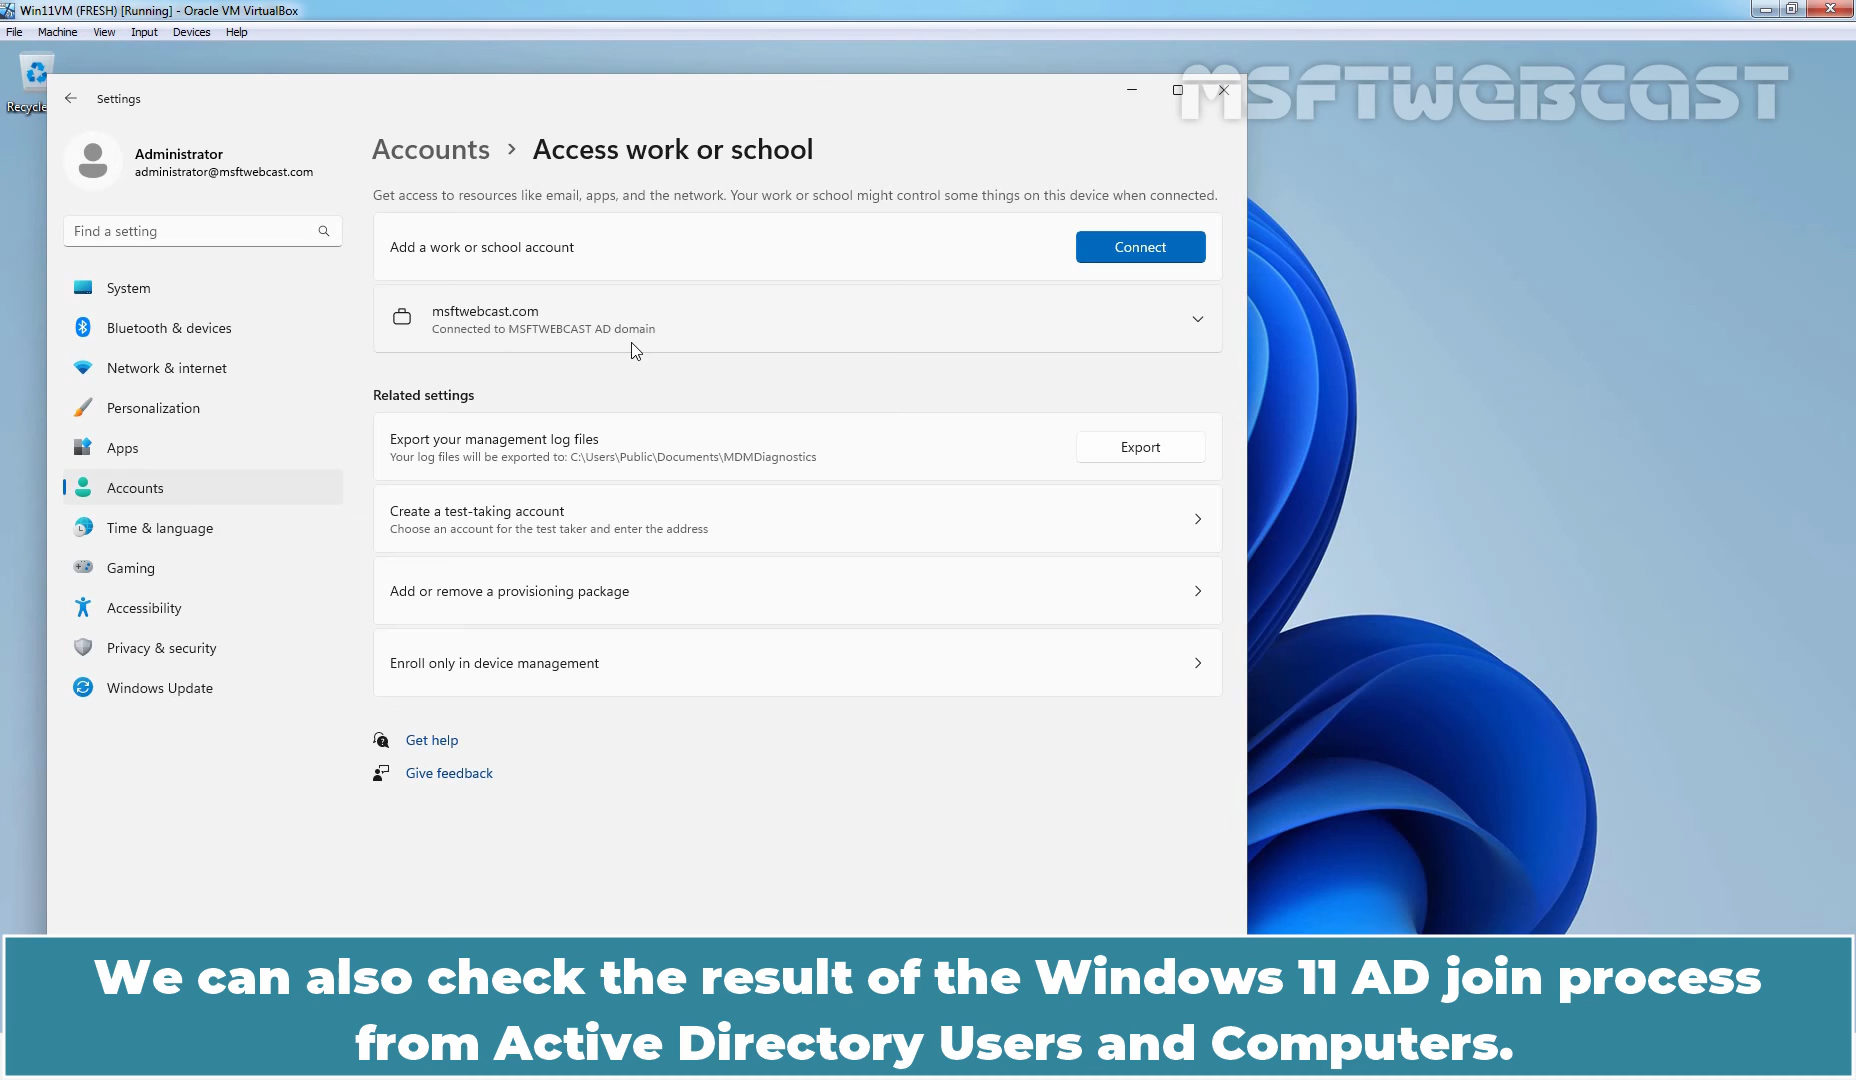 Win11VM (FRESH) [Running] - Oracle VM VirtualBox
File Machine View Input Devices Help
MSFTWEBCAST
Recycle
Settings
Administrator
administrator@msftwebcast.com
Find a setting
System
Bluetooth & devices
Network & internet
Personalization
Apps
Accounts
Time & language
Gaming
Accessibility
Privacy & security
Windows Update
Accounts > Access work or school
Get access to resources like email, apps, and the network. Your work or school might control some things on this device when connected.
Add a work or school account
Connect
msftwebcast.com
Connected to MSFTWEBCAST AD domain
Related settings
Export your management log files
Your log files will be exported to: C:\Users\Public\Documents\MDMDiagnostics
Export
Create a test-taking account
Choose an account for the test taker and enter the address
Add or remove a provisioning package
Enroll only in device management
Get help
Give feedback
We can also check the result of the Windows 11 AD join process
from Active Directory Users and Computers.